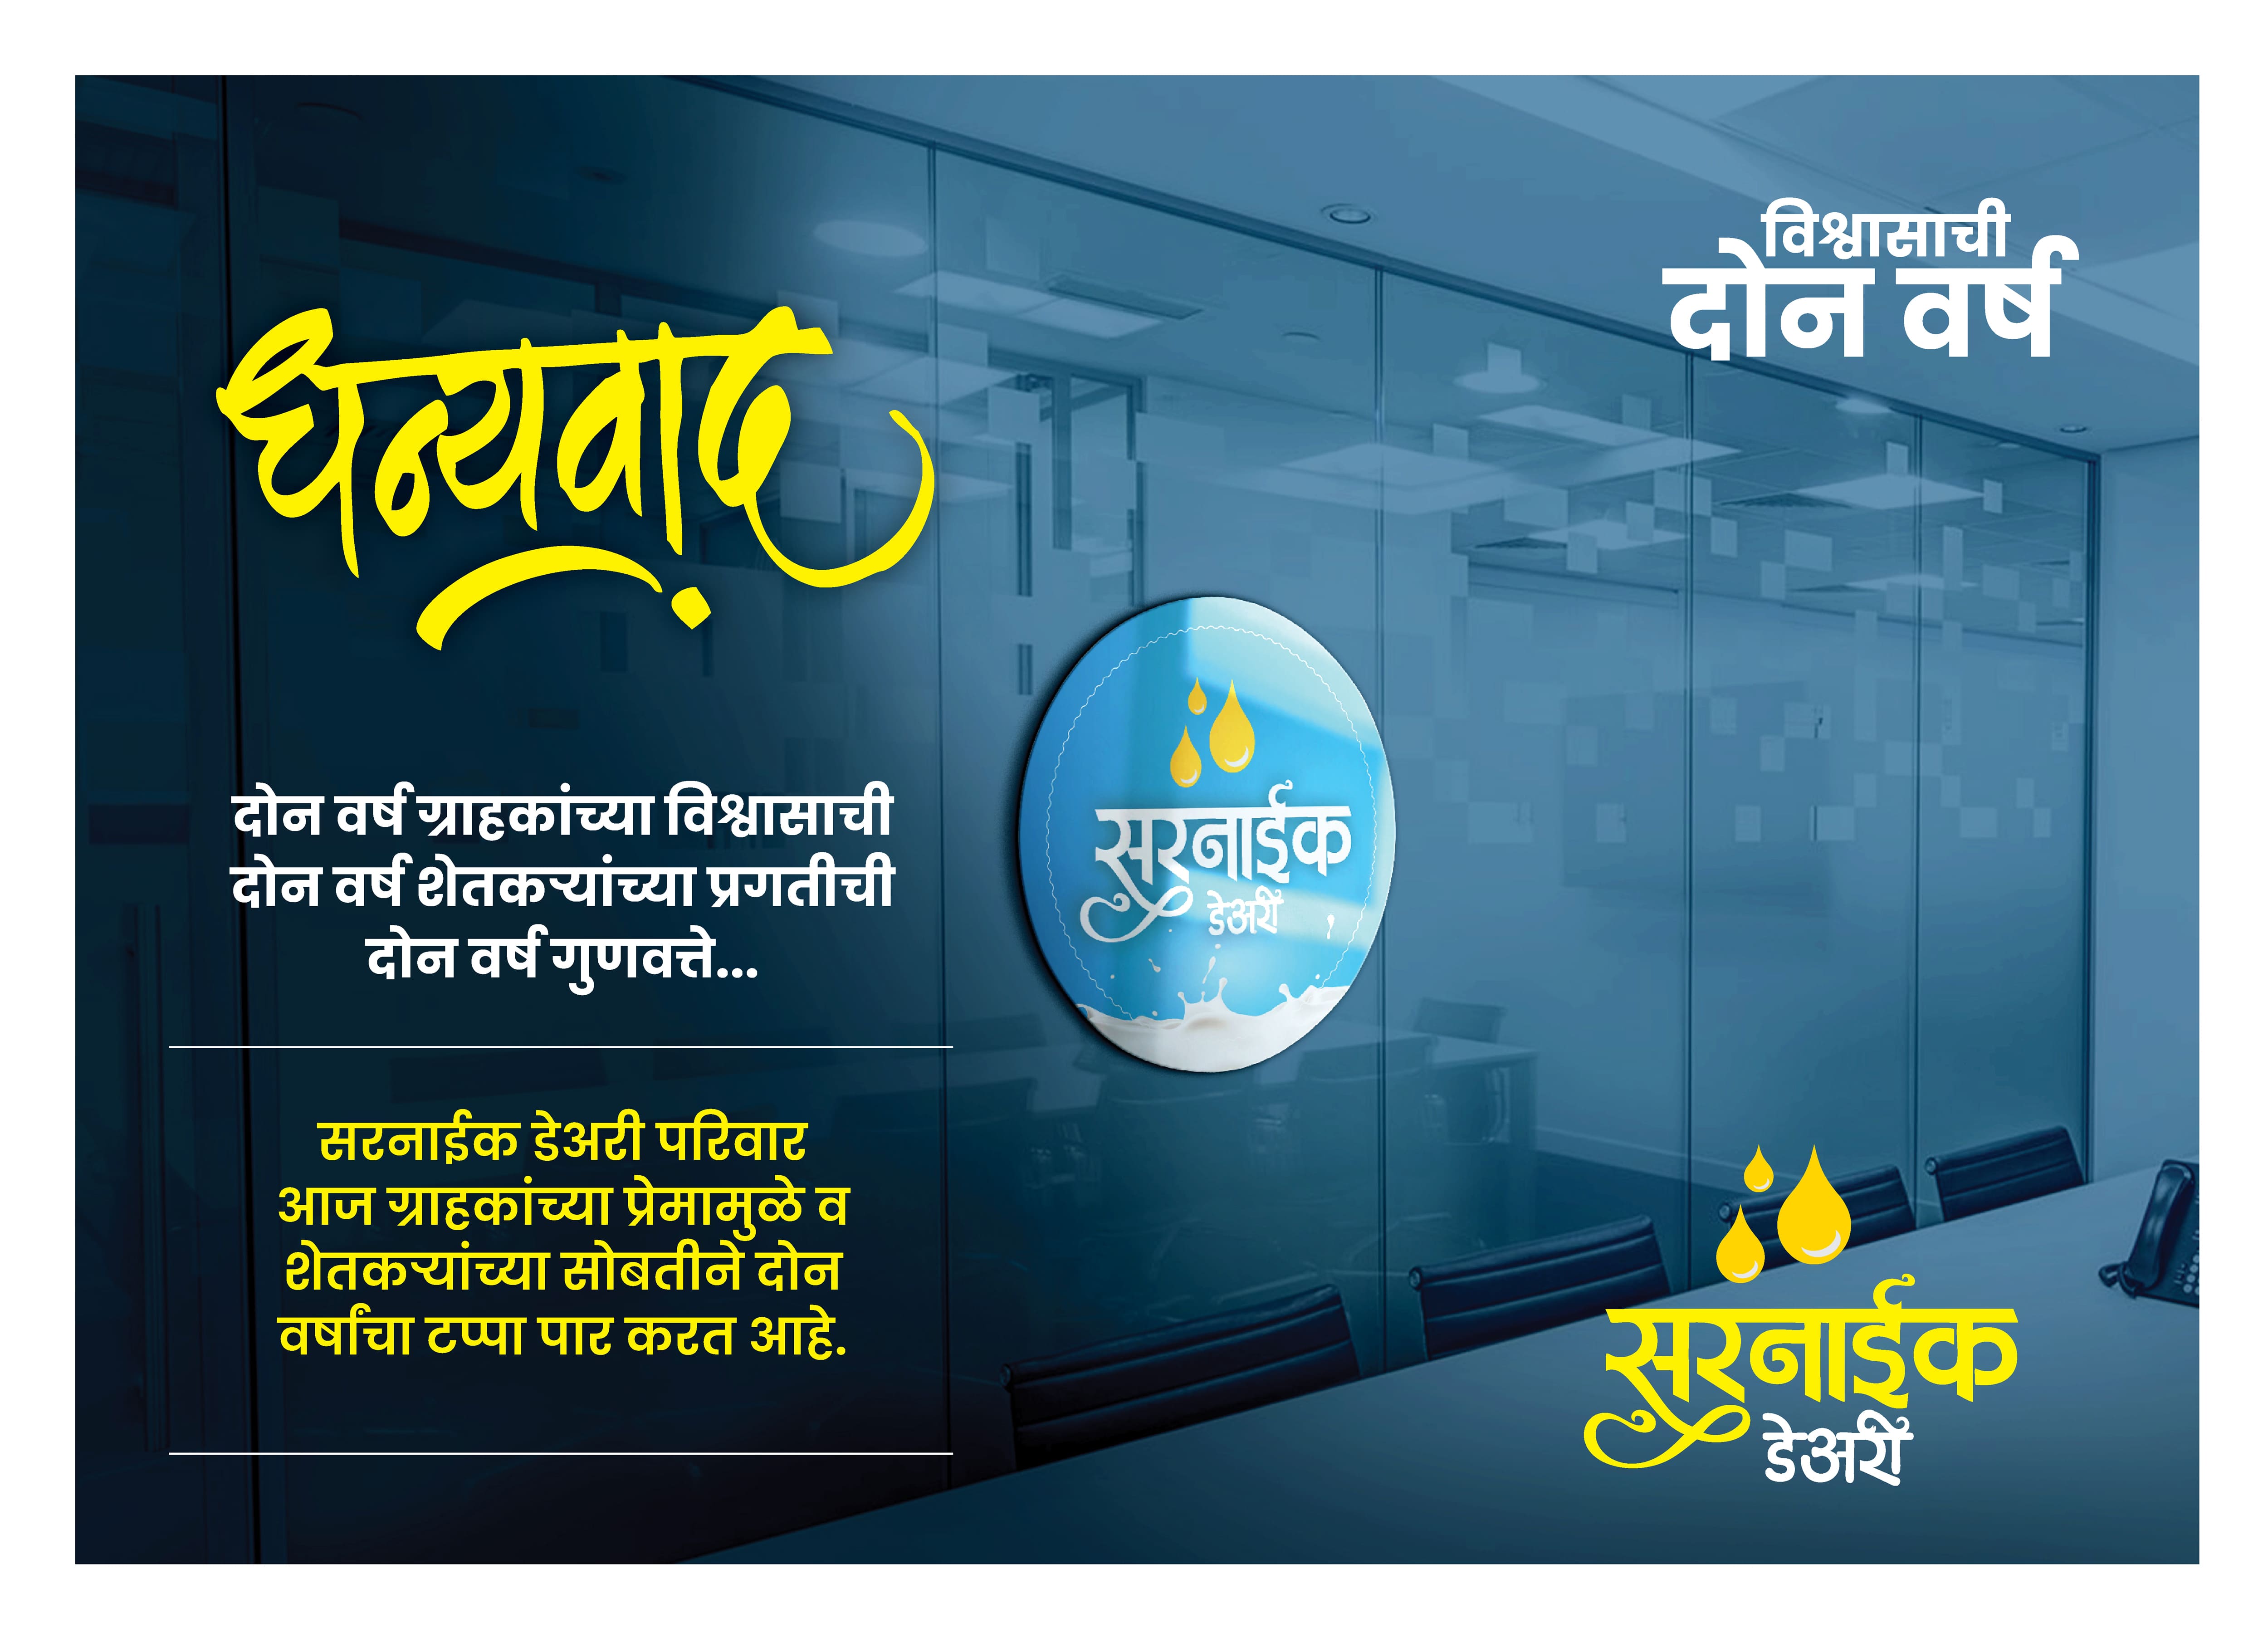 विश्वासाची
दोन वर्ष
धन्यवाद
दोन वर्ष ग्राहकांच्या विश्वासाची
दोन वर्ष शेतकऱ्यांच्या प्रगतीची
दोन वर्ष गुणवत्ते...
सरनाईक डेअरी परिवार
आज ग्राहकांच्या प्रेमामुळे व
शेतकऱ्यांच्या सोबतीने दोन
वर्षांचा टप्पा पार करत आहे.
सरनाईक
डेअरी
सरनाईक
डेअरी